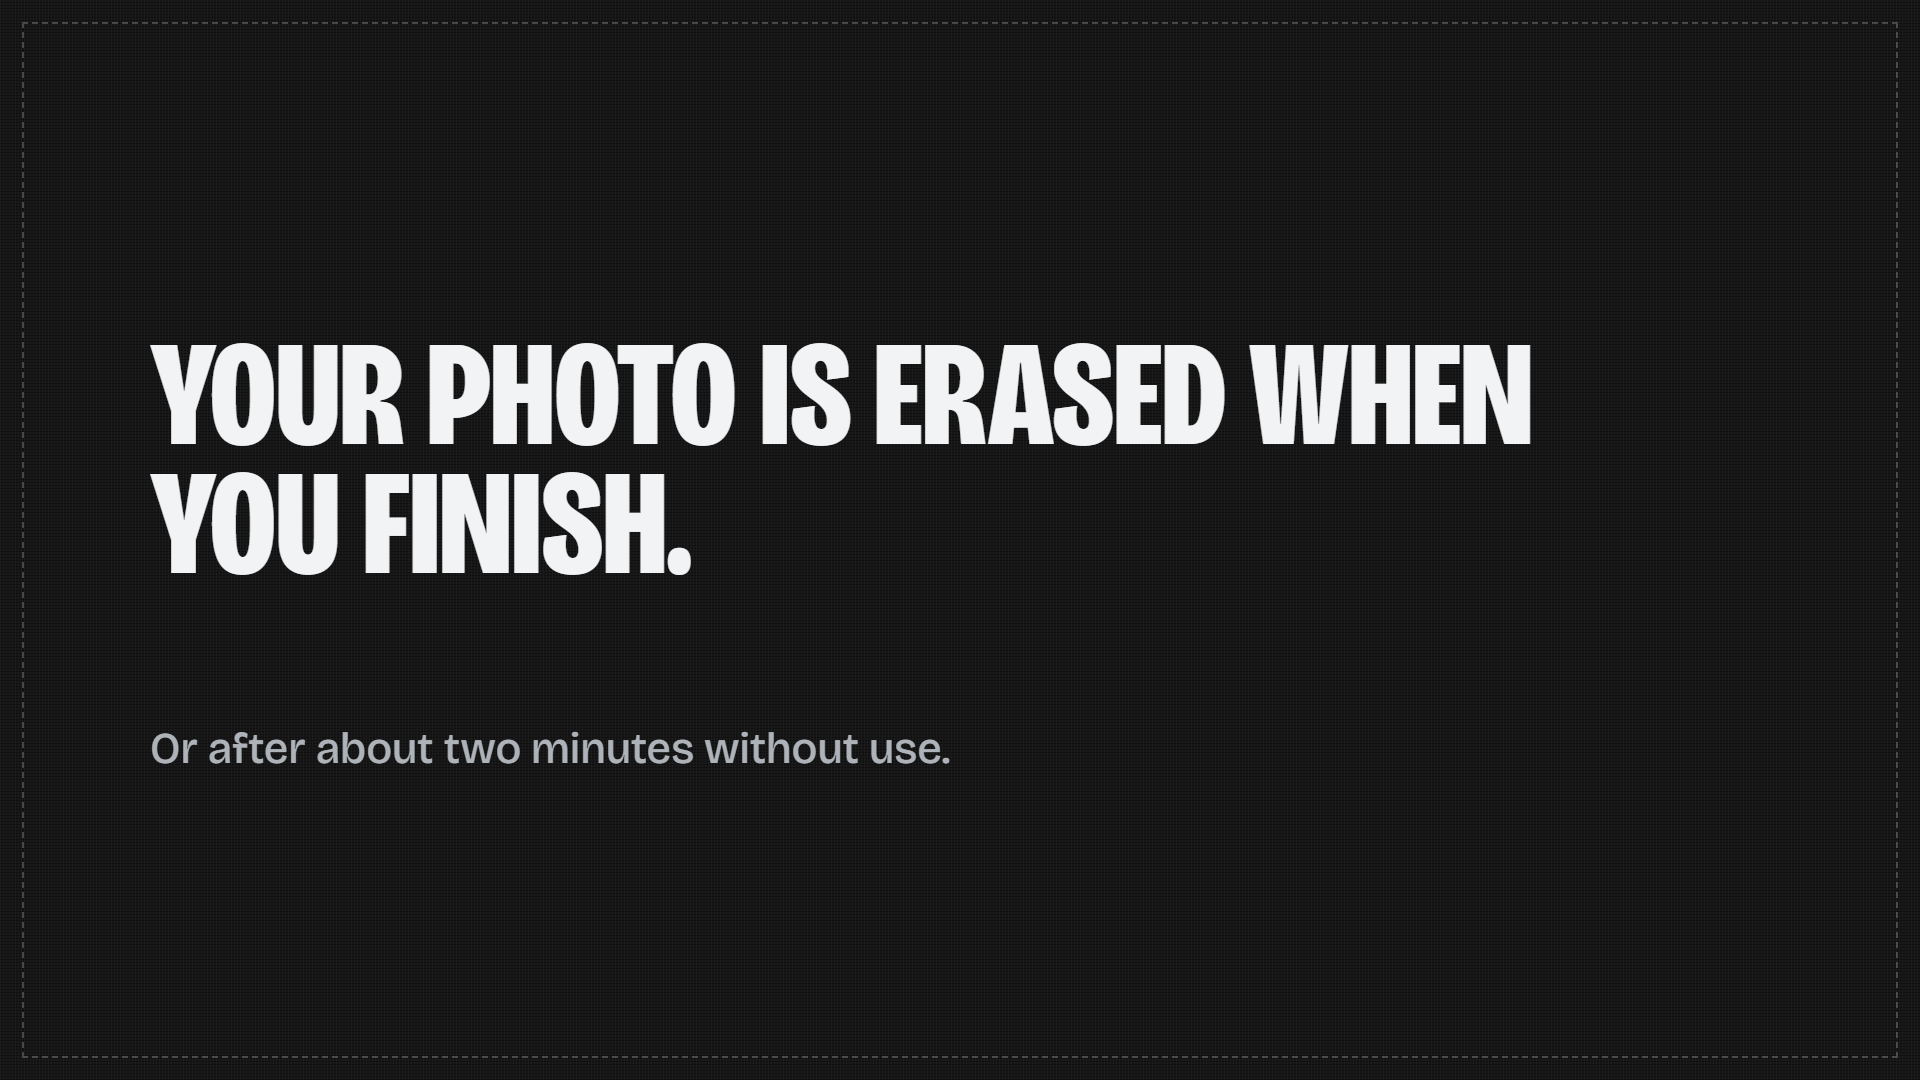 YOUR PHOTO IS ERASED WHEN
YOU FINISH.
Or after about two minutes without use.